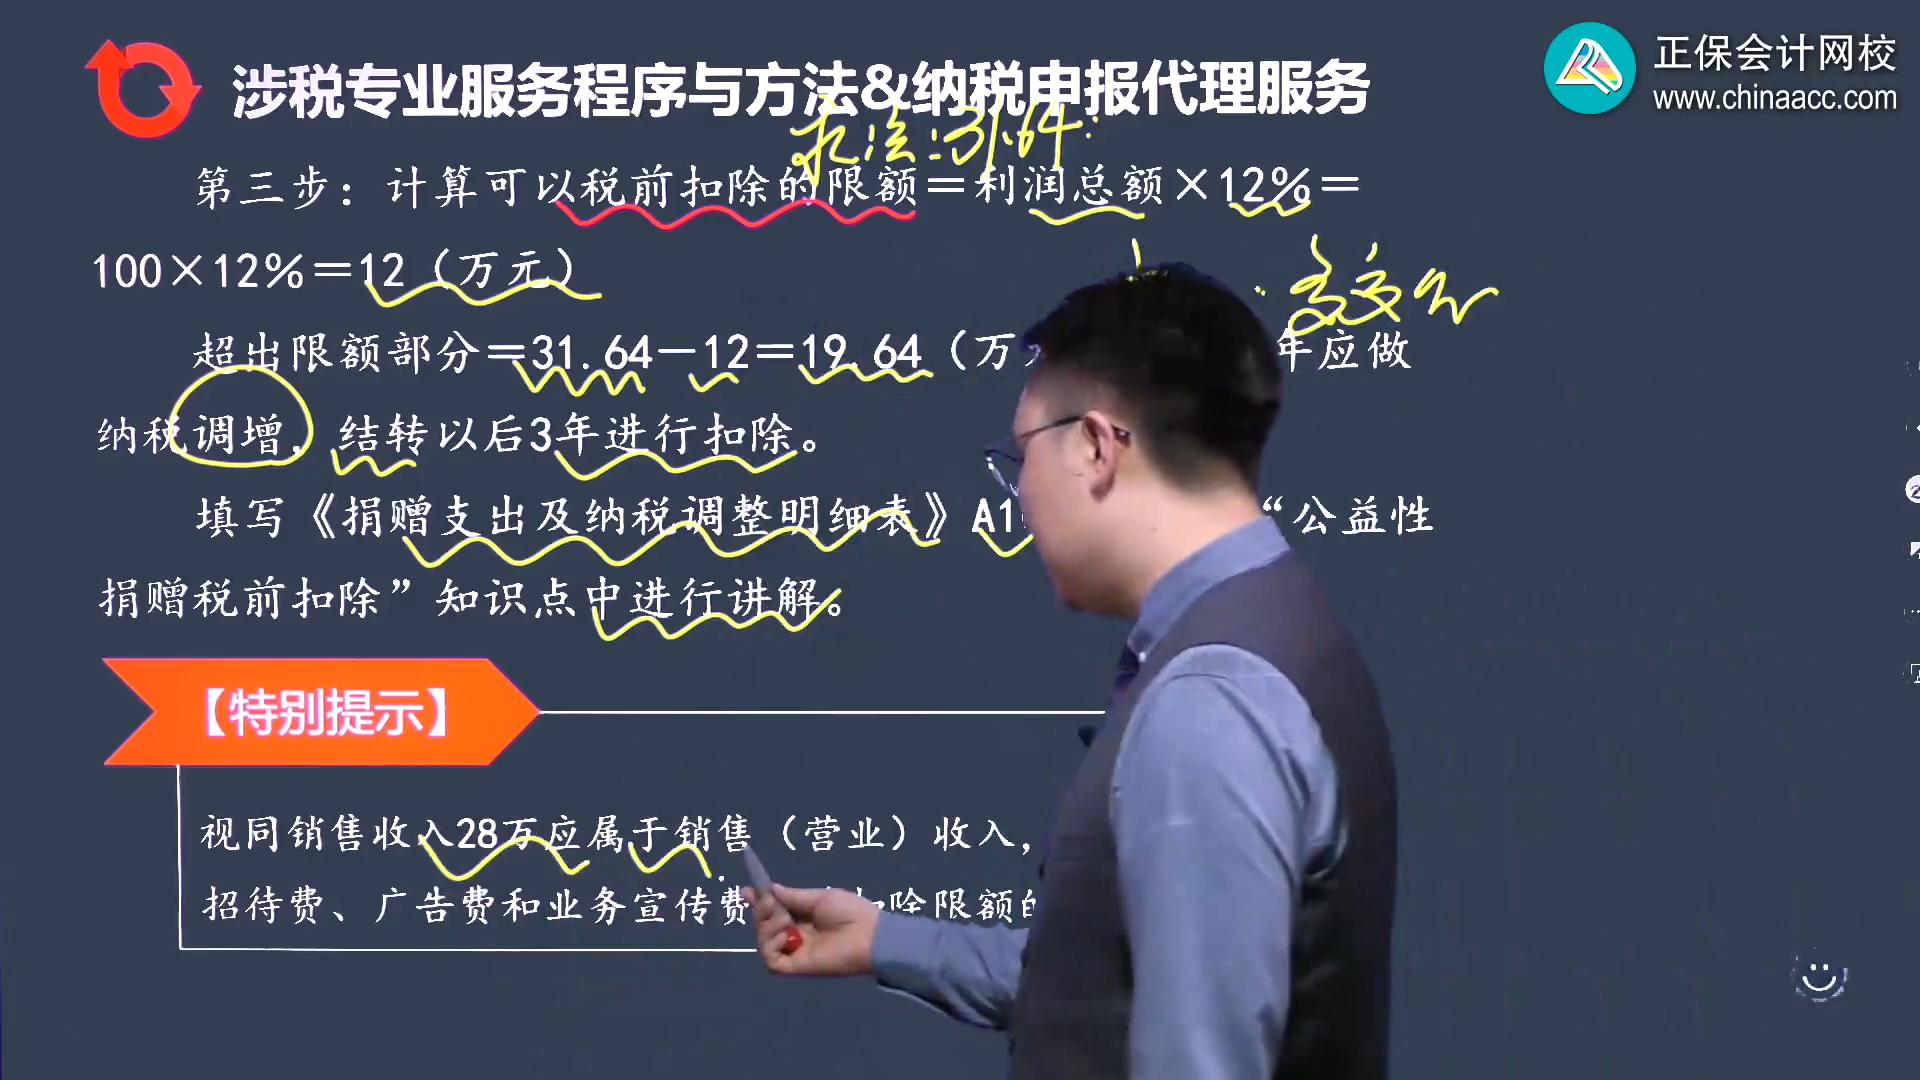 正保会计网校
www.chinaacc.com
涉税专业服务程序与方法&纳税申报代理服务
:31.64
第三步：计算可以税前扣除的限额＝利润总额×12%＝
100×12%＝12（万元）
超出限额部分＝31.64－12＝19.64（万 年应做
纳税调增，结转以后3年进行扣除。
填写《捐赠支出及纳税调整明细表》A1 “公益性
捐赠税前扣除”知识点中进行讲解。
【特别提示】
视同销售收入28万应属于销售（营业）收入，
招待费、广告费和业务宣传费 扣除限额的